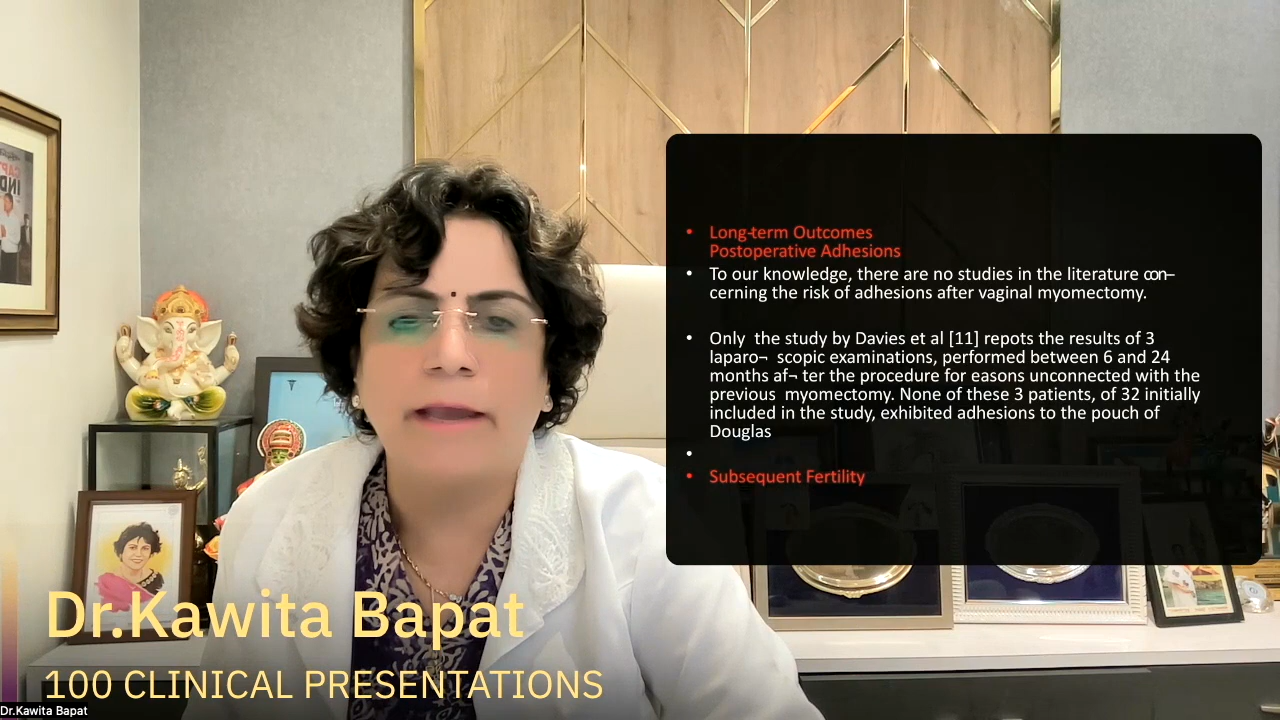 Long-term Outcomes
Postoperative Adhesions
To our knowledge, there are no studies in the literature con–
cerning the risk of adhesions after vaginal myomectomy.
Only the study by Davies et al [11] repots the results of 3
laparo¬ scopic examinations, performed between 6 and 24
months af¬ ter the procedure for easons unconnected with the
previous myomectomy. None of these 3 patients, of 32 initially
included in the study, exhibited adhesions to the pouch of
Douglas
Subsequent Fertility
Dr.Kawita Bapat
100 CLINICAL PRESENTATIONS
Dr.Kawita Bapat